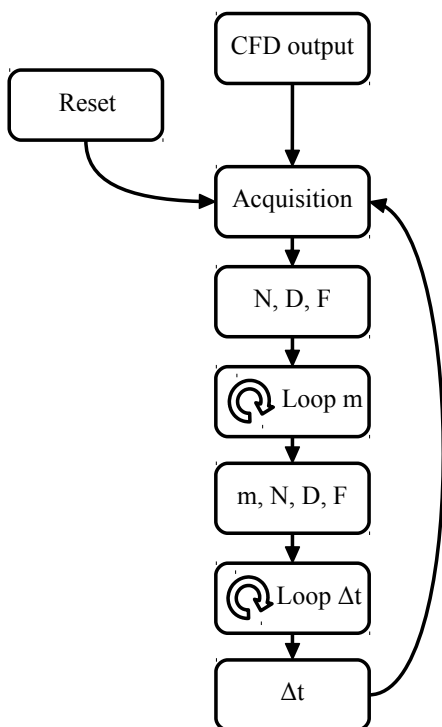 CFD output
Reset
Acquisition
N, D, F
Loop m
m, N, D, F
Loop Δt
Δt